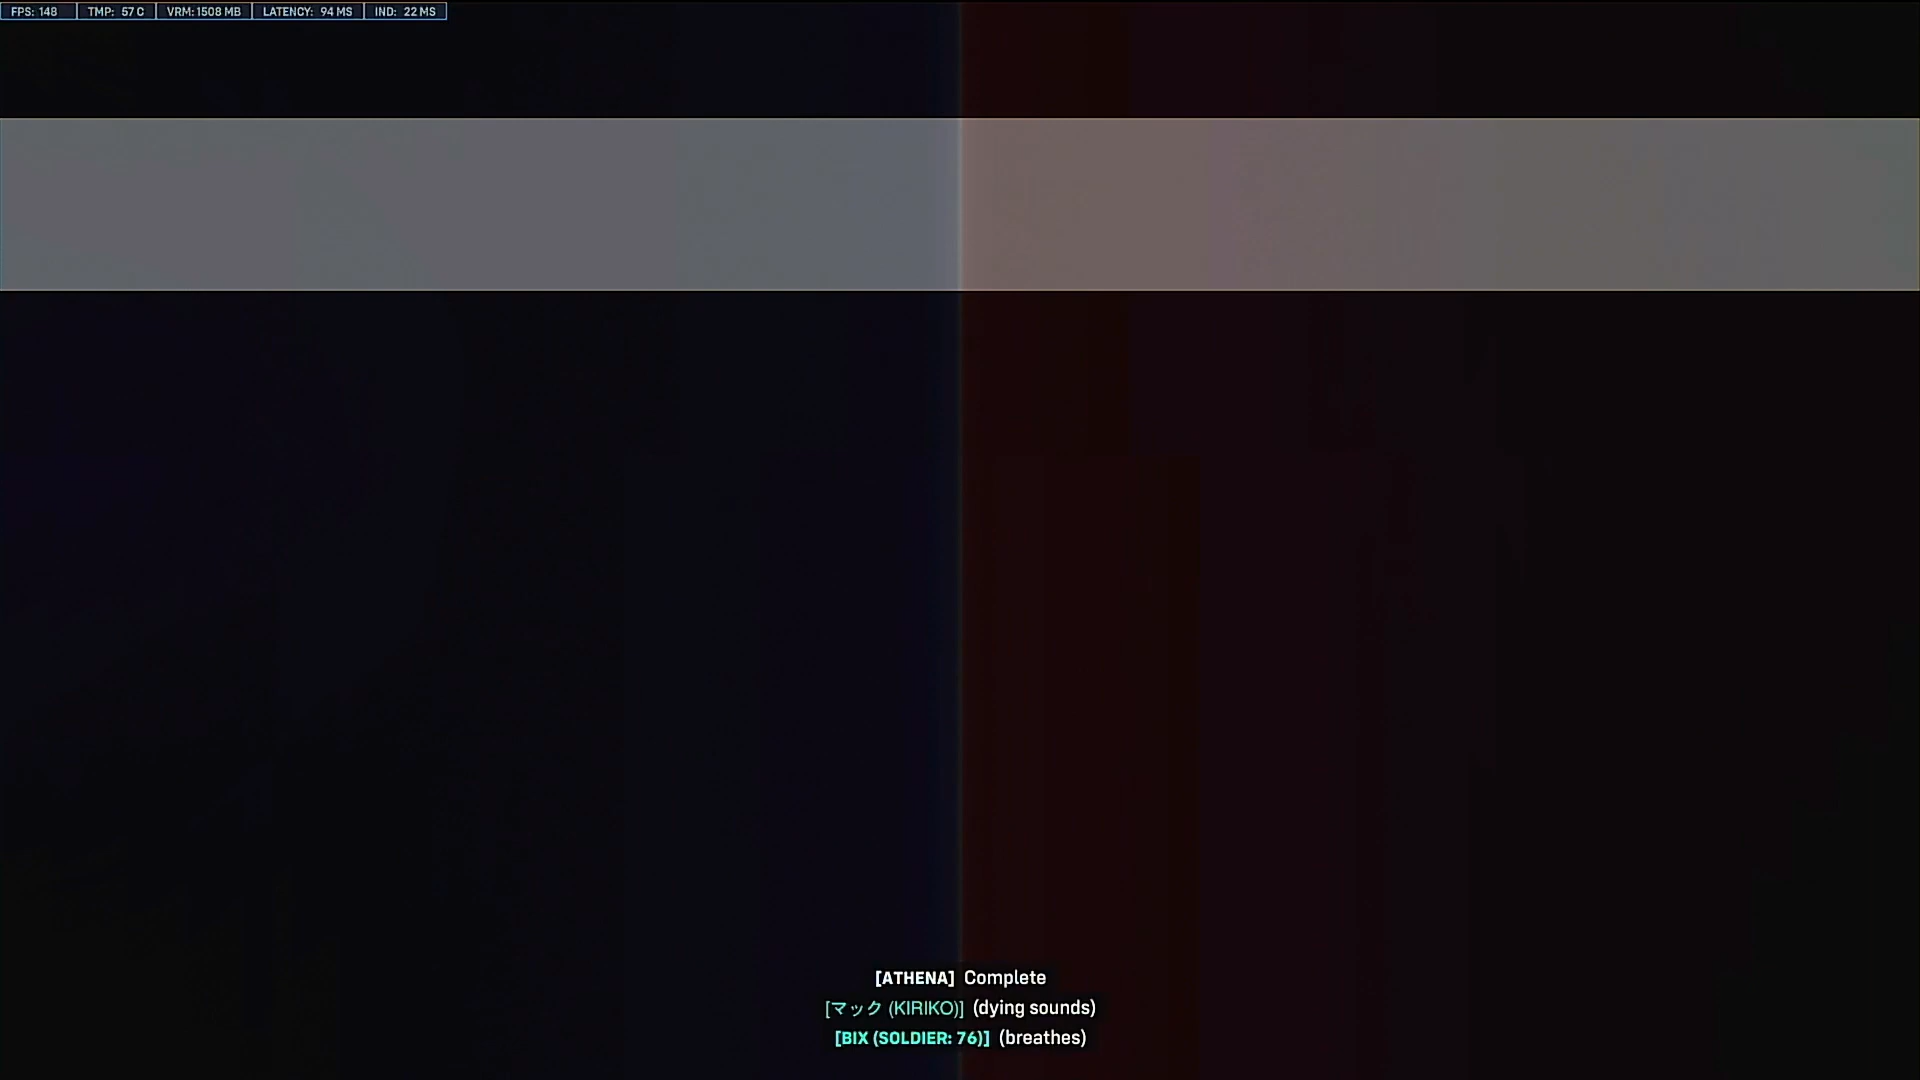 FPS: 148 TMP: 57 C VRM: 1508 MB LATENCY: 94 MS IND: 22 MS
[ATHENA] Complete
[マック (KIRIKO)] (dying sounds)
[BIX (SOLDIER: 76)] (breathes)